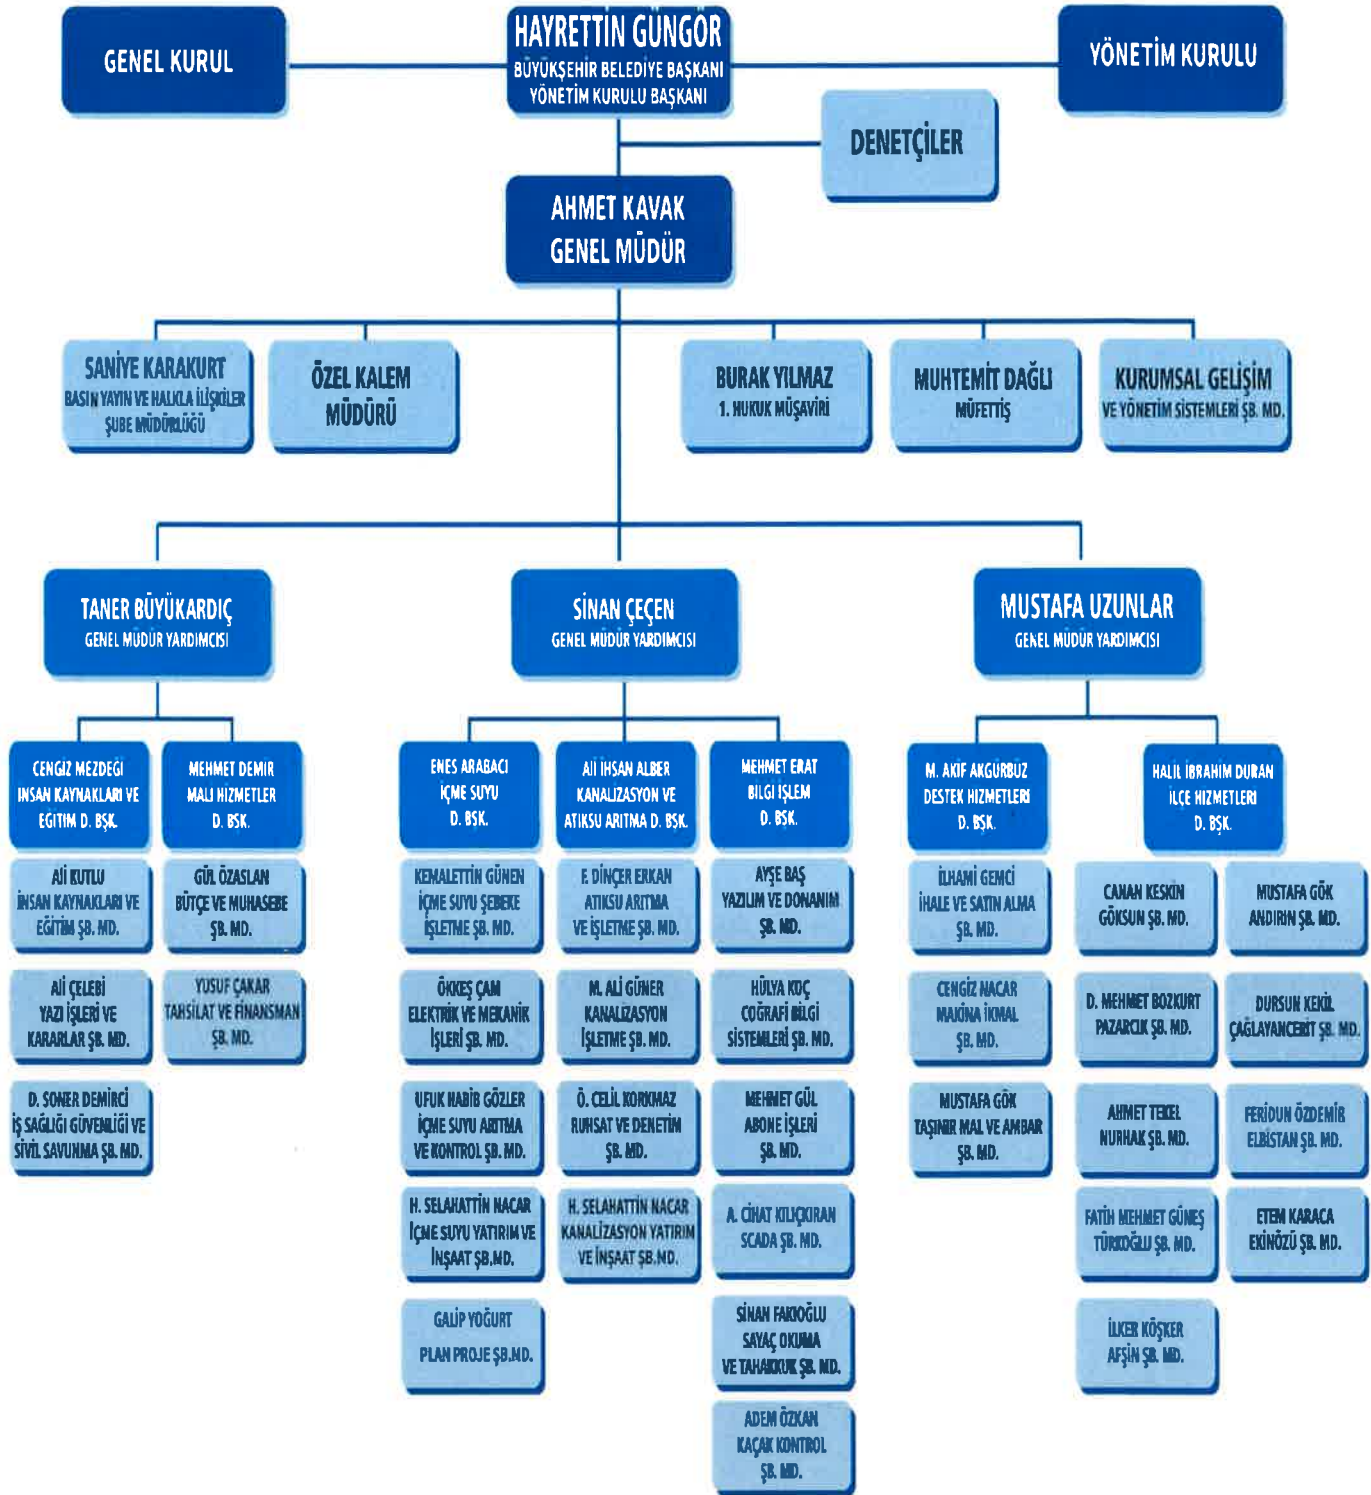 GENEL KURUL
HAYRETTİN GÜNGÖR
BÜYÜKŞEHİR BELEDİYE BAŞKANI
YÖNETİM KURULU BAŞKANI
YÖNETİM KURULU
DENETÇİLER
AHMET KAVAK
GENEL MÜDÜR
SANİYE KARAKURT
BASIN YAYIN VE HALKLA İLİŞKİLER
ŞUBE MÜDÜRLÜĞÜ
ÖZEL KALEM
MÜDÜRÜ
BURAK YILMAZ
1. HUKUK MÜŞAVİRİ
MUHTEMİT DAĞLI
MÜFETTİŞ
KURUMSAL GELİŞİM
VE YÖNETİM SİSTEMLERİ ŞB. MD.
TANER BÜYÜKARDIÇ
GENEL MÜDÜR YARDIMCISI
SİNAN ÇEÇEN
GENEL MÜDÜR YARDIMCISI
MUSTAFA UZUNLAR
GENEL MÜDÜR YARDIMCISI
CENGİZ MEZDEĞİ
İNSAN KAYNAKLARI VE
EĞİTİM D. BŞK.
MEHMET DEMİR
MALİ HİZMETLER
D. BŞK.
ENES ARABACI
İÇME SUYU
D. BŞK.
Alİ İHSAN ALBER
KANALİZASYON VE
ATIKSU ARITMA D. BŞK.
MEHMET ERAT
BİLGİ İŞLEM
D. BŞK.
M. AKİF AKGÜRBÜZ
DESTEK HİZMETLERİ
D. BŞK.
HALİL İBRAHİM DURAN
İLÇE HİZMETLERİ
D. BŞK.
Alİ KUTLU
İNSAN KAYNAKLARI VE
EĞİTİM ŞB. MD.
GÜL ÖZASLAN
BÜTÇE VE MUHASEBE
ŞB. MD.
KEMALETTİN GÜNEN
İÇME SUYU ŞEBEKE
İŞLETME ŞB. MD.
F. DİNÇER ERKAN
ATIKSU ARITMA
VE İŞLETME ŞB. MD.
AYŞE BAŞ
YAZILIM VE DONANIM
ŞB. MD.
İLHAMİ GEMCİ
İHALE VE SATIN ALMA
ŞB. MD.
CANAN KESKİN
GÖKSUN ŞB. MD.
MUSTAFA GÖK
ANDIRIN ŞB. MD.
Alİ ÇELEBİ
YAZI İŞLERİ VE
KARARLAR ŞB. MD.
YUSUF ÇAKAR
TAHSİLAT VE FİNANSMAN
ŞB. MD.
ÖKKEŞ ÇAM
ELEKTRİK VE MEKANİK
İŞLERİ ŞB. MD.
M. ALİ GÜNER
KANALİZASYON
İŞLETME ŞB. MD.
HÜLYA KOÇ
COĞRAFİ BİLGİ
SİSTEMLERİ ŞB. MD.
CENGİZ NACAR
MAKİNA İKMAL
ŞB. MD.
D. MEHMET BOZKURT
PAZARCIK ŞB. MD.
DURSUN KEKİL
ÇAĞLAYANCERİT ŞB. MD.
D. SONER DEMİRCİ
İŞ SAĞLIĞI GÜVENLİĞİ VE
SİVİL SAVUNMA ŞB. MD.
UFUK HABİB GÖZLER
İÇME SUYU ARITMA
VE KONTROL ŞB. MD.
Ö. CELİL KORKMAZ
RUHSAT VE DENETİM
ŞB. MD.
MEHMET GÜL
ABONE İŞLERİ
ŞB. MD.
MUSTAFA GÖK
TAŞINIR MAL VE AMBAR
ŞB. MD.
AHMET TEKEL
NURHAK ŞB. MD.
FERİDUN ÖZDEMİR
ELBİSTAN ŞB. MD.
H. SELAHATTİN NACAR
İÇME SUYU YATIRIM VE
İNŞAAT ŞB.MD.
H. SELAHATTİN NACAR
KANALİZASYON YATIRIM
VE İNŞAAT ŞB.MD.
A. CİHAT KILIÇKIRAN
SCADA ŞB. MD.
FATİH MEHMET GÜNEŞ
TÜRKOĞLU ŞB. MD.
ETEM KARACA
EKİNÖZÜ ŞB. MD.
GALİP YOĞURT
PLAN PROJE ŞB.MD.
SİNAN FAKIOĞLU
SAYAÇ OKUMA
VE TAHAKKUK ŞB. MD.
İLKER KÖŞKER
AFŞİN ŞB. MD.
ADEM ÖZKAN
KAÇAK KONTROL
ŞB. MD.